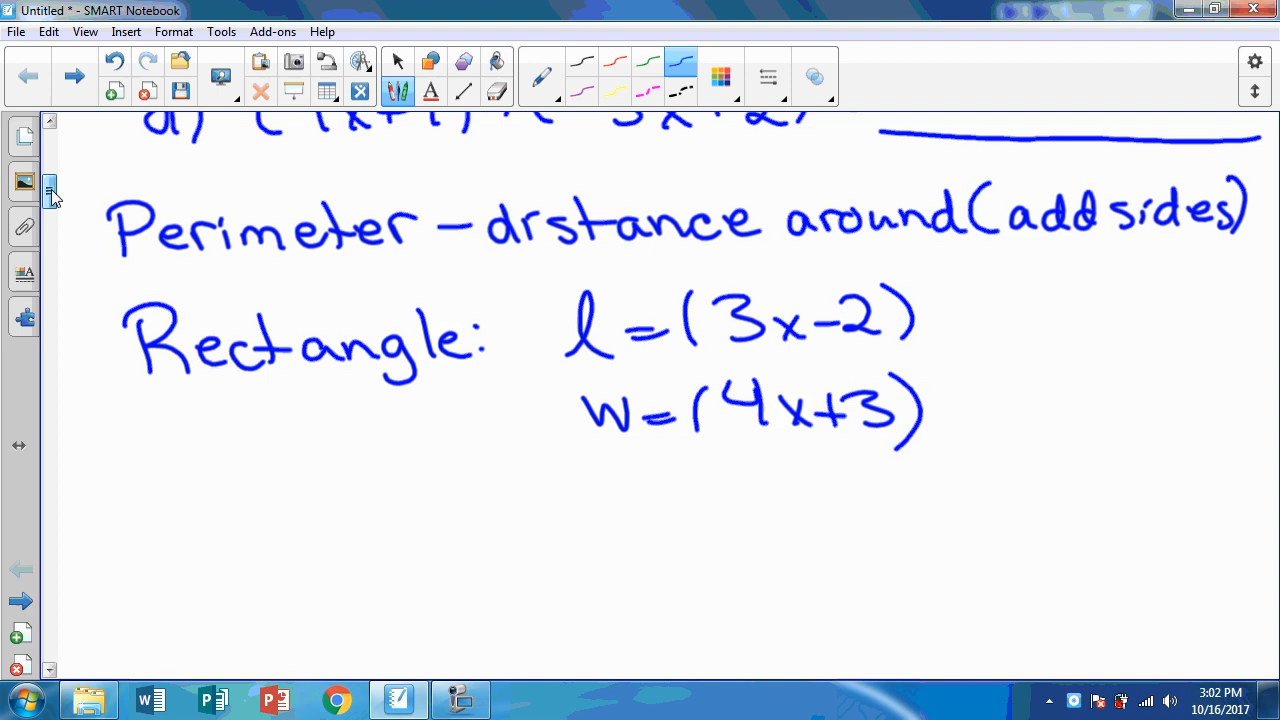 Untitled * - SMART Notebook
File Edit View Insert Format Tools Add-ons Help
Perimeter - distance around (add sides)
Rectangle: l = (3x-2)
w = (4x+3)
3:02 PM
10/16/2017